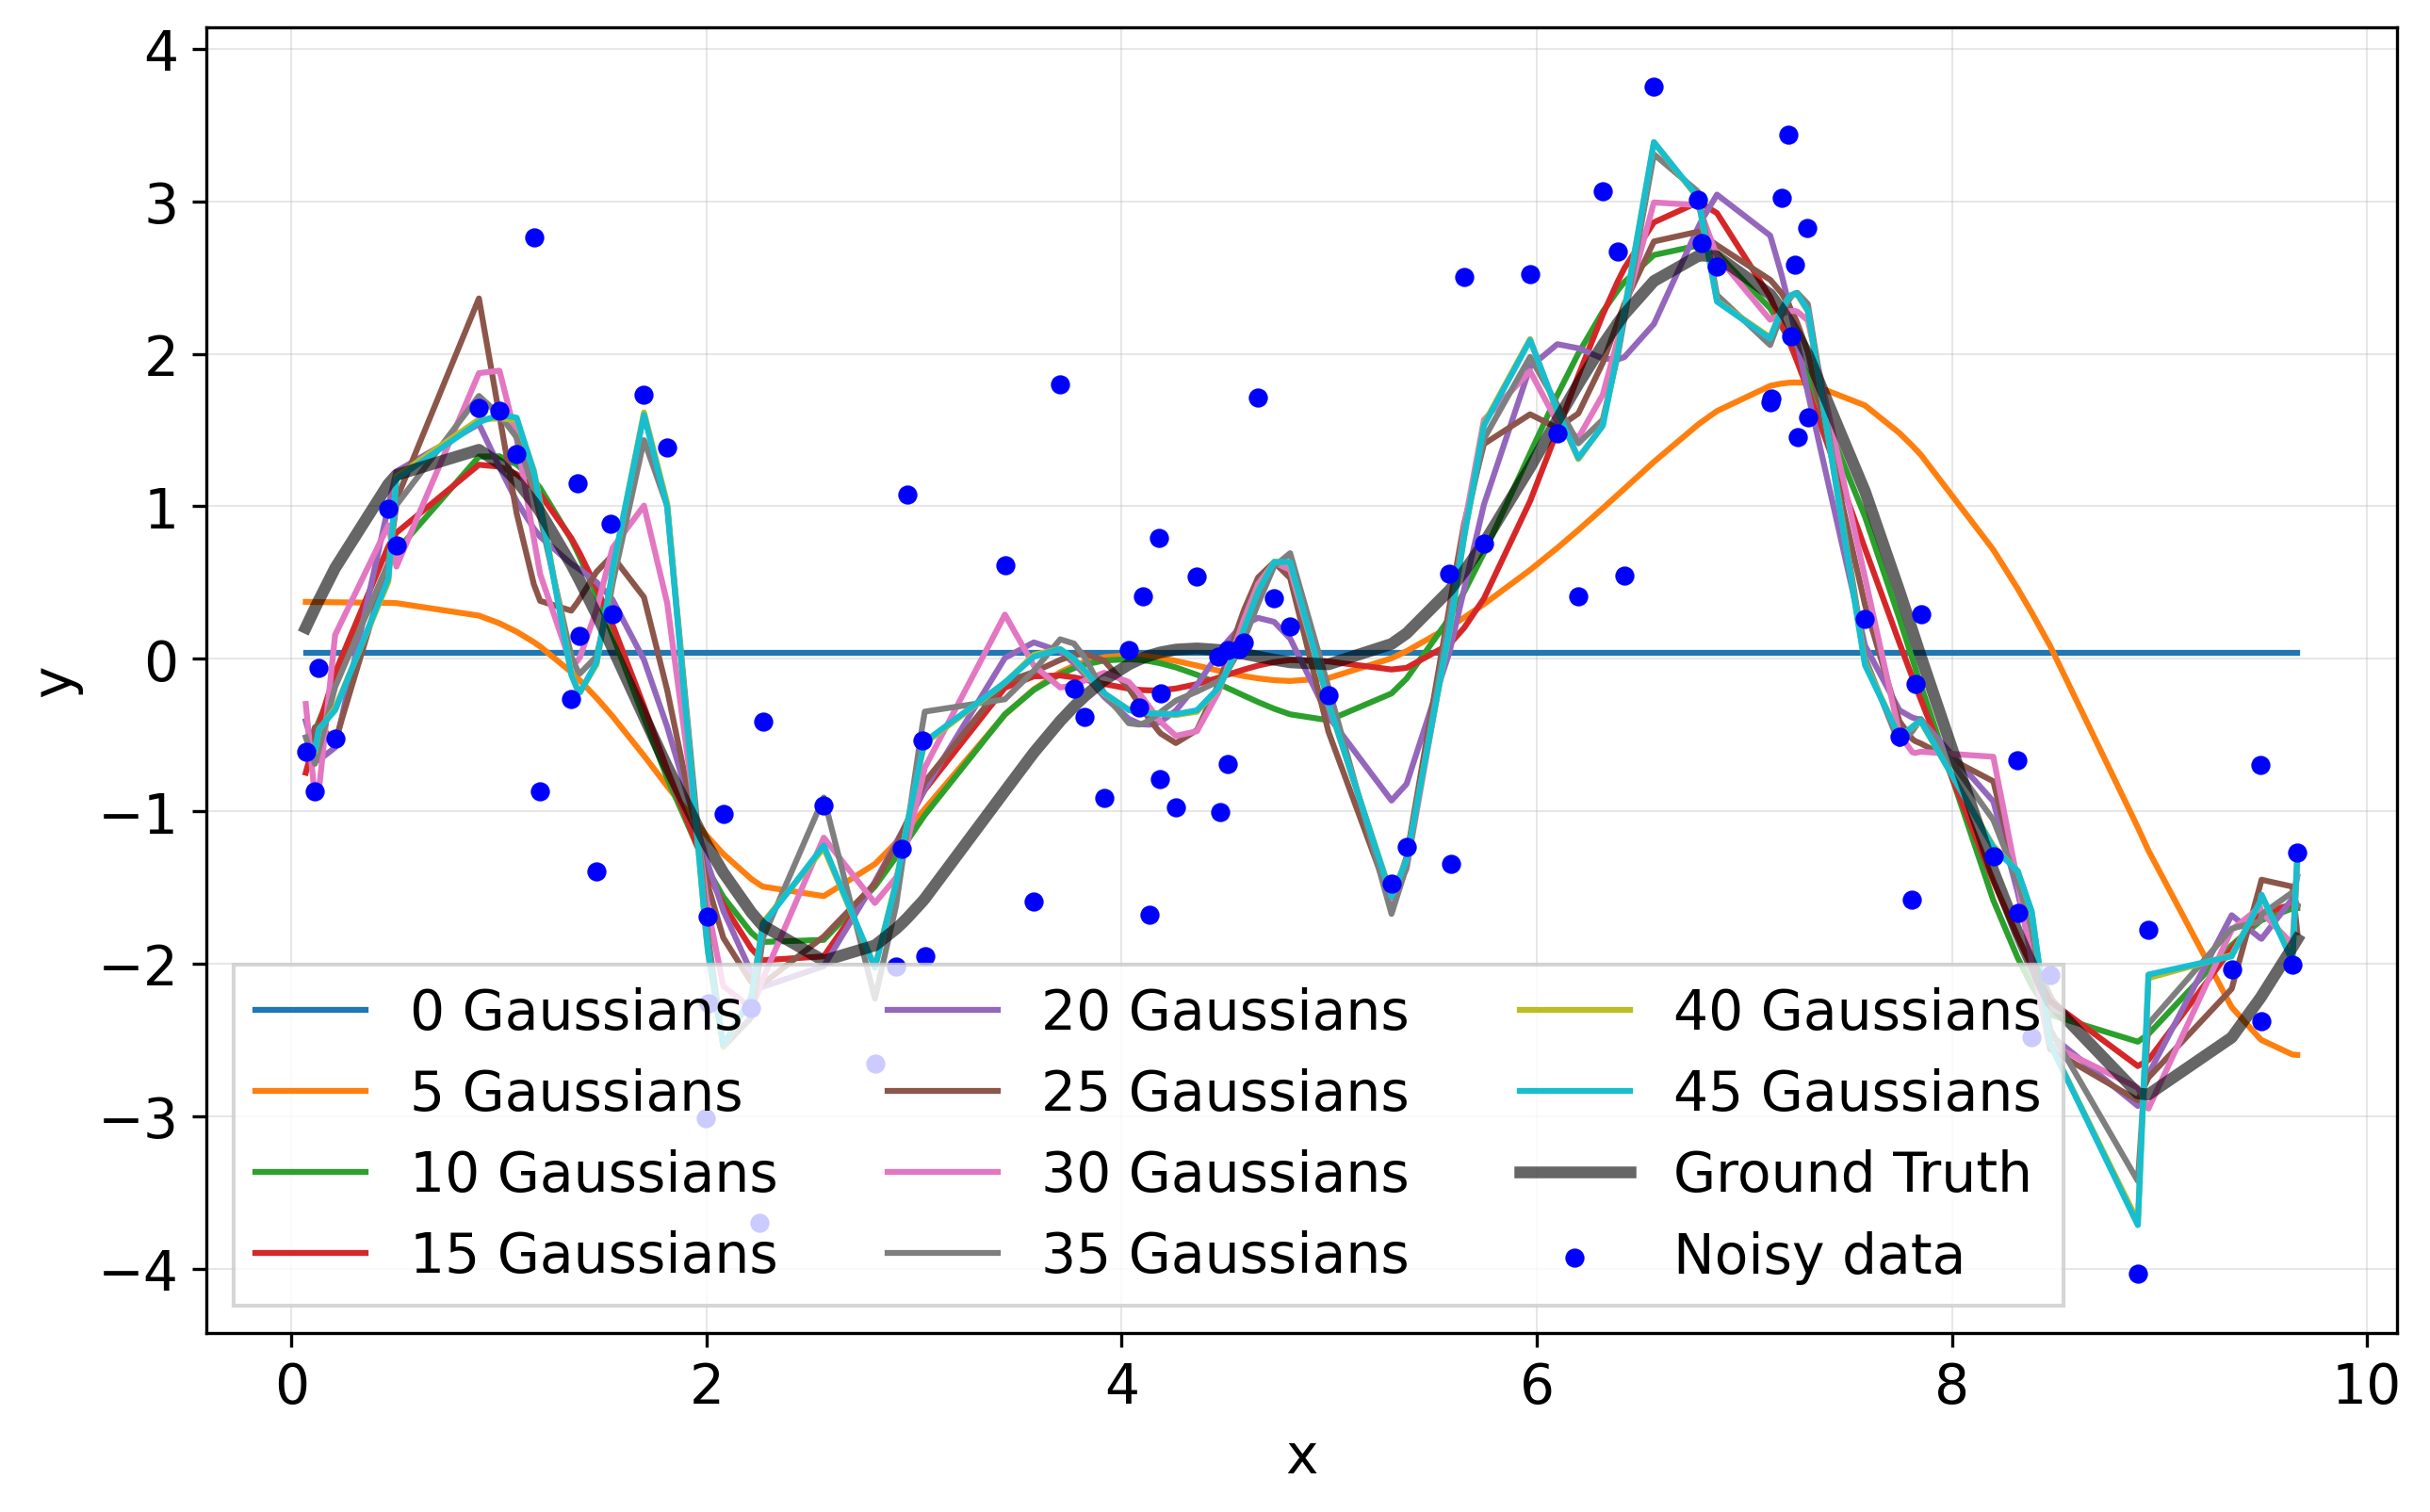 4
3
2
1
0
−1
−2
−3
−4
y
0 Gaussians
5 Gaussians
10 Gaussians
15 Gaussians
20 Gaussians
25 Gaussians
30 Gaussians
35 Gaussians
40 Gaussians
45 Gaussians
Ground Truth
Noisy data
0 2 4 6 8 10
x